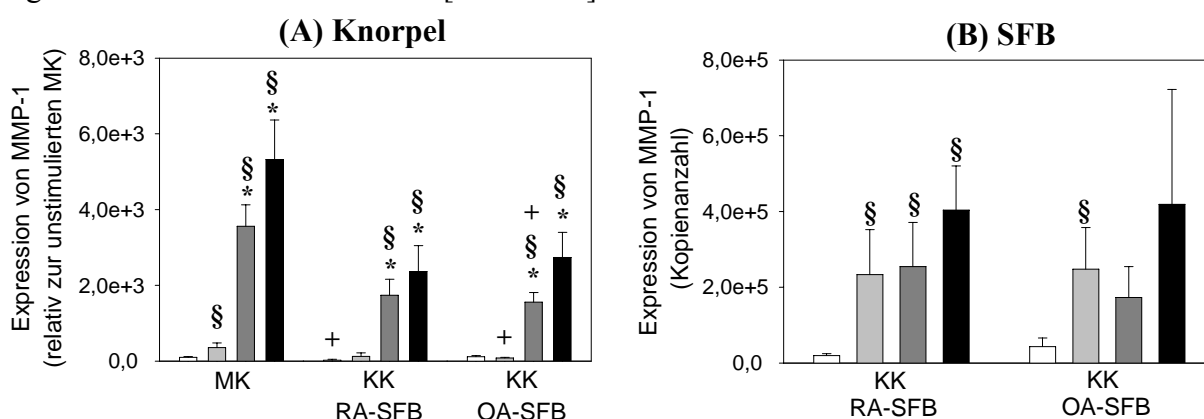 (A) Knorpel
Expression von MMP-1
(relativ zur unstimulierten MK)
8,0e+3
6,0e+3
4,0e+3
2,0e+3
0,0
§
§
*
§
*
+
§
*
§
*
+
+
§
*
§
*
MK
KK
RA-SFB
KK
OA-SFB
(B) SFB
Expression von MMP-1
(Kopienanzahl)
8,0e+5
6,0e+5
4,0e+5
2,0e+5
0,0
§
§
§
§
KK
RA-SFB
KK
OA-SFB